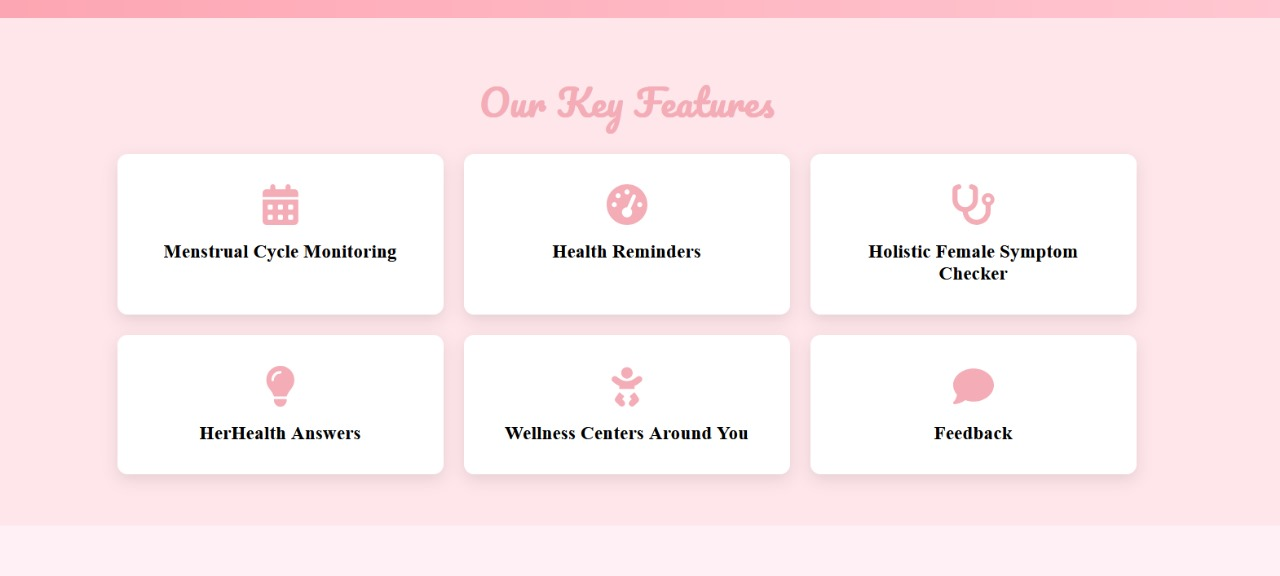 Our Key Features
Menstrual Cycle Monitoring
Health Reminders
Holistic Female Symptom
Checker
HerHealth Answers
Wellness Centers Around You
Feedback